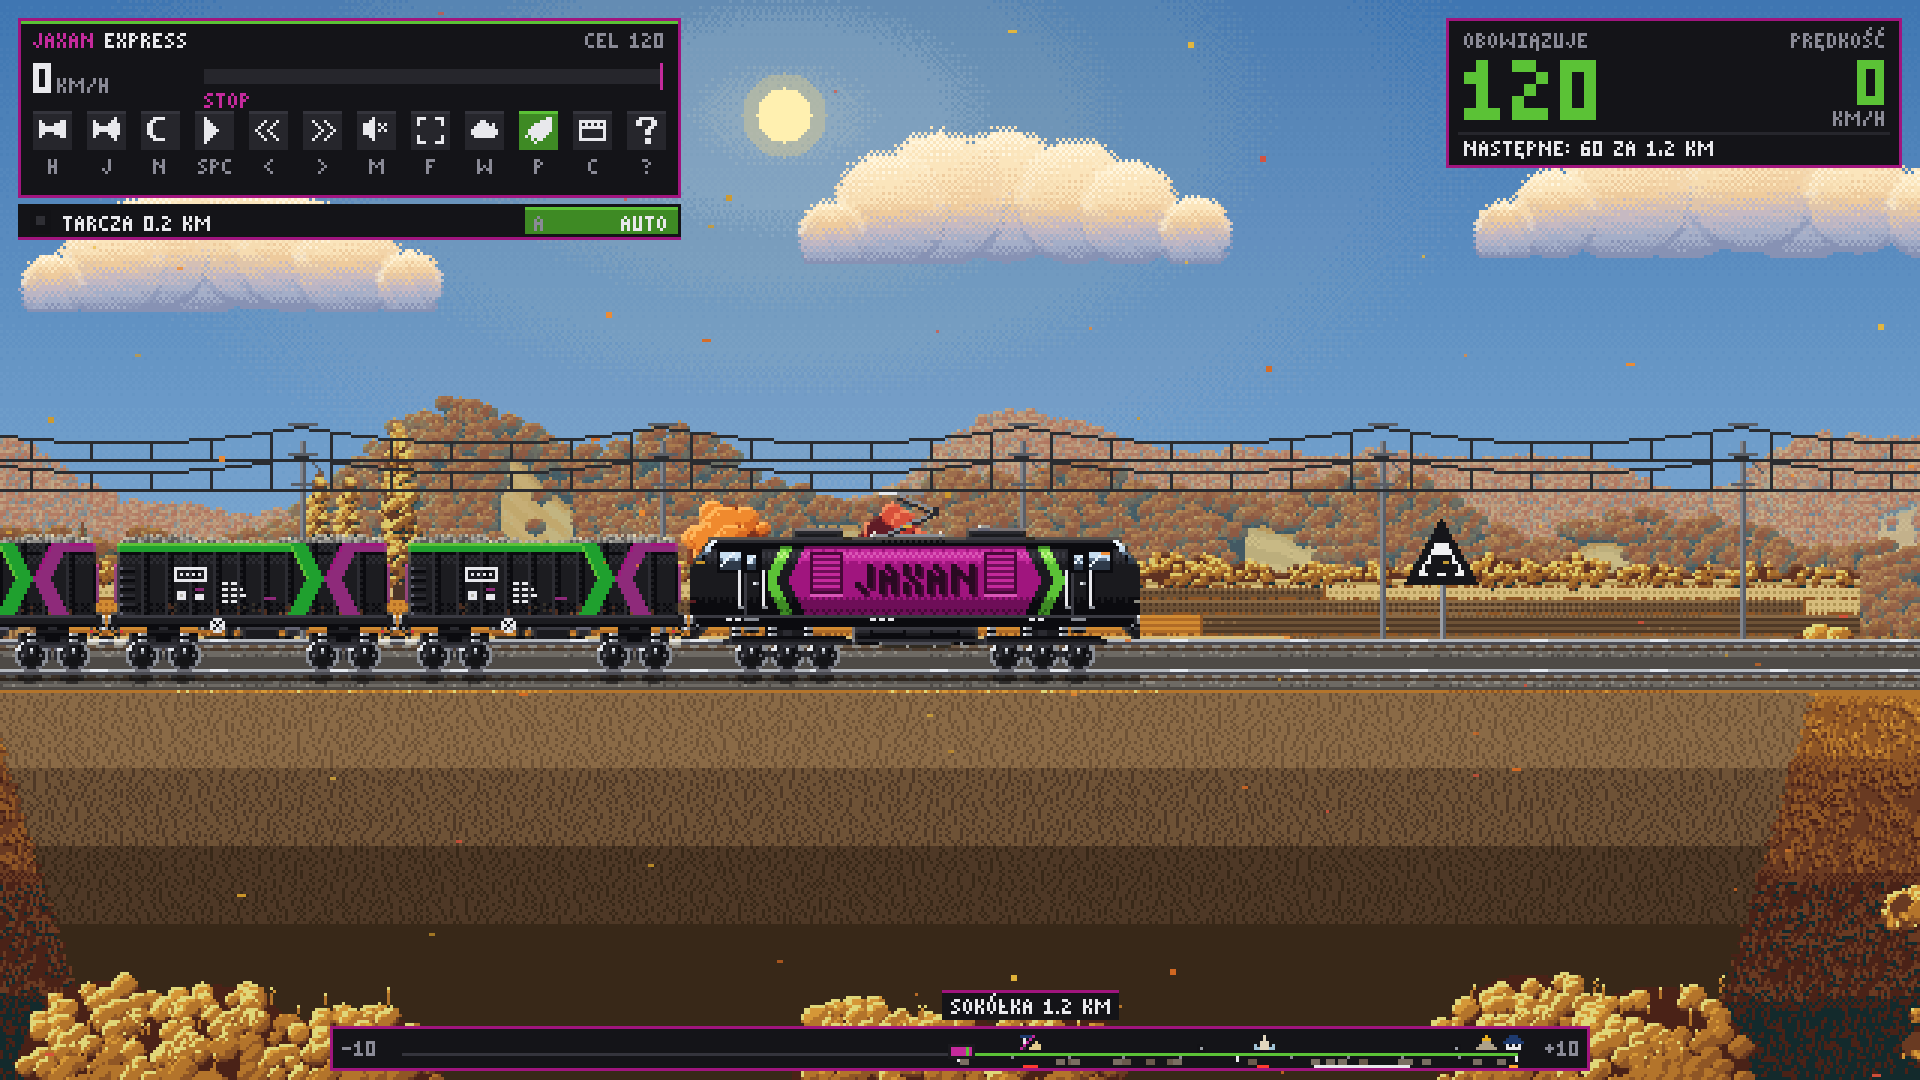 JAXAN EXPRESS
CEL 120
0 KM/H
STOP
H J N SPC < > M F W P C ?
TARCZA 0.2 KM
A AUTO
OBOWIĄZUJE
PRĘDKOŚĆ
120
0
KM/H
NASTĘPNE: 60 ZA 1.2 KM
JAXAN
SOKÓŁKA 1.2 KM
-10
+10